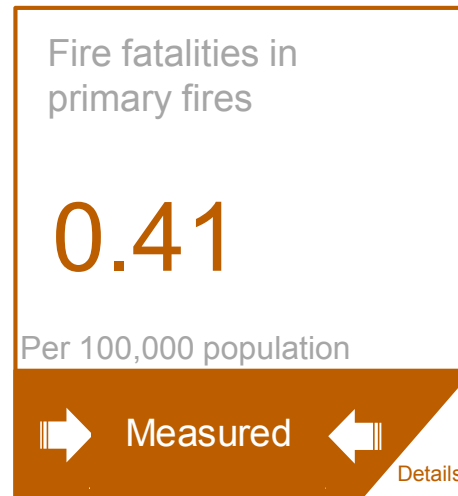 Fire fatalities in
primary fires
0.41
Per 100,000 population
Measured
Details